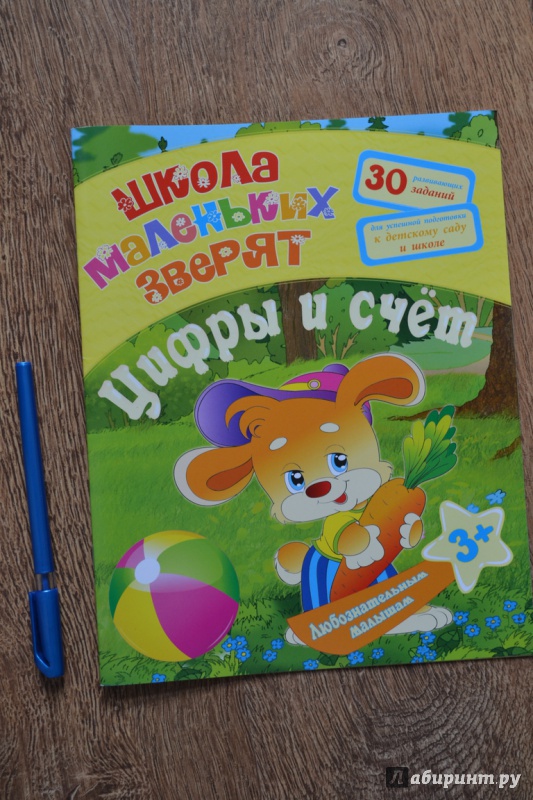 школа
маленьких
зверят
30 развивающих
заданий
для успешной подготовки
к детскому саду
и школе
Цифры и счёт
3+
Любознательным
малышам
Лабиринт.ру